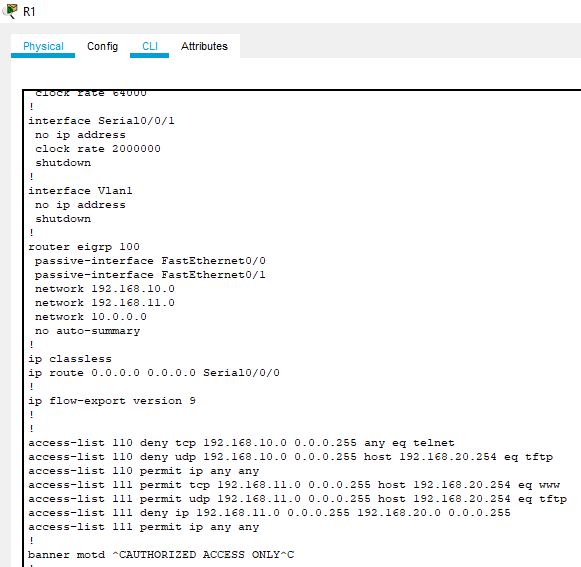 R1
Physical Config CLI Attributes
clock rate 64000
!
interface Serial0/0/1
no ip address
clock rate 2000000
shutdown
!
interface Vlan1
no ip address
shutdown
!
router eigrp 100
passive-interface FastEthernet0/0
passive-interface FastEthernet0/1
network 192.168.10.0
network 192.168.11.0
network 10.0.0.0
no auto-summary
!
ip classless
ip route 0.0.0.0 0.0.0.0 Serial0/0/0
!
ip flow-export version 9
!
!
access-list 110 deny tcp 192.168.10.0 0.0.0.255 any eq telnet
access-list 110 deny udp 192.168.10.0 0.0.0.255 host 192.168.20.254 eq tftp
access-list 110 permit ip any any
access-list 111 permit tcp 192.168.11.0 0.0.0.255 host 192.168.20.254 eq www
access-list 111 permit udp 192.168.11.0 0.0.0.255 host 192.168.20.254 eq tftp
access-list 111 deny ip 192.168.11.0 0.0.0.255 192.168.20.0 0.0.0.255
access-list 111 permit ip any any
!
banner motd ^CAUTHORIZED ACCESS ONLY^C
!